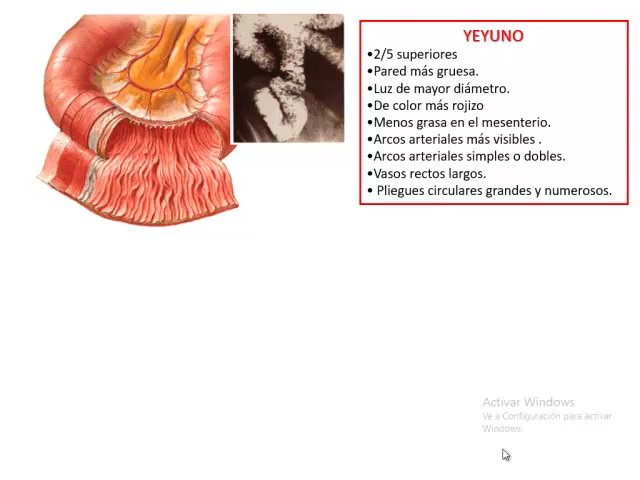 YEYUNO
•2/5 superiores
•Pared más gruesa.
•Luz de mayor diámetro.
•De color más rojizo
•Menos grasa en el mesenterio.
•Arcos arteriales más visibles .
•Arcos arteriales simples o dobles.
•Vasos rectos largos.
• Pliegues circulares grandes y numerosos.
Activar Windows
Ve a Configuración para activar
Windows.